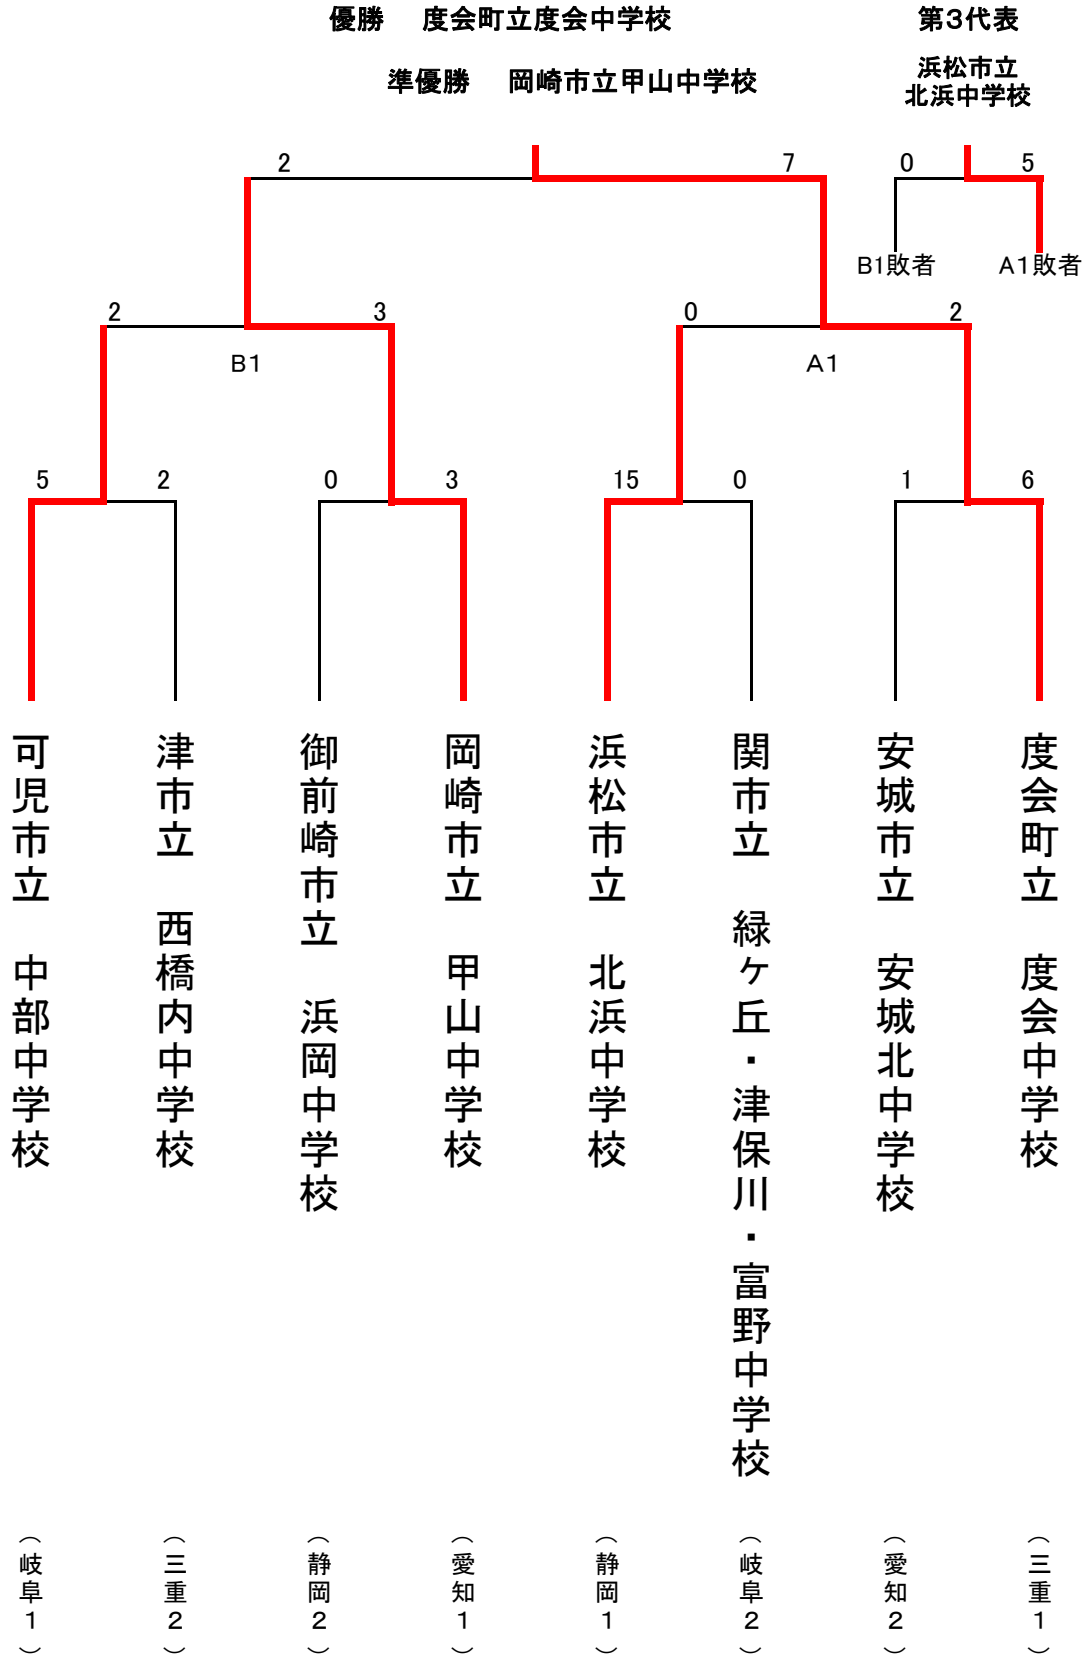 優勝　度会町立度会中学校
第3代表
準優勝　岡崎市立甲山中学校
浜松市立
北浜中学校
2
7
0
5
B1敗者
A1敗者
2
3
0
2
B1
A1
5
2
0
3
15
0
1
6
可児市立　中部中学校
津市立　西橋内中学校
御前崎市立　浜岡中学校
岡崎市立　甲山中学校
浜松市立　北浜中学校
関市立　緑ヶ丘・津保川・富野中学校
安城市立　安城北中学校
度会町立　度会中学校
（岐阜1）
（三重2）
（静岡2）
（愛知1）
（静岡1）
（岐阜2）
（愛知2）
（三重1）